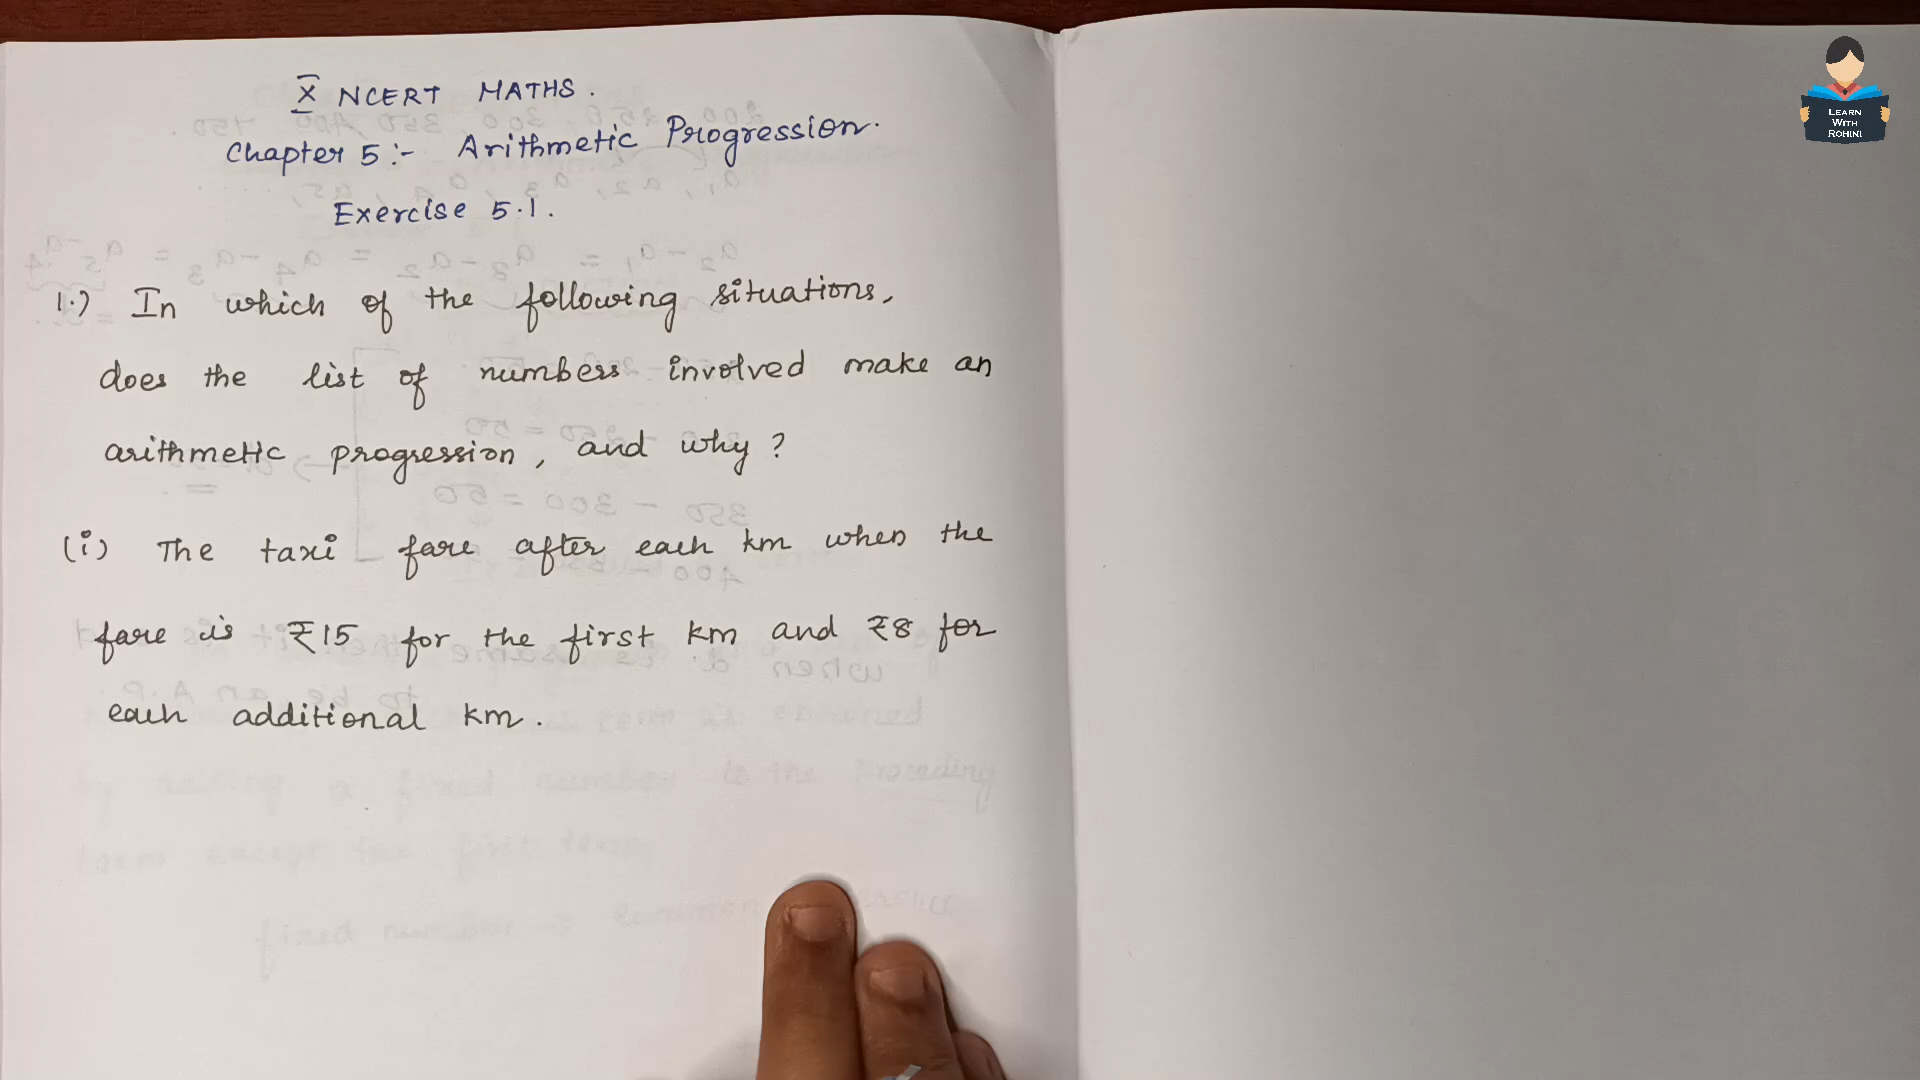 X NCERT MATHS.
Chapter 5:- Arithmetic Progression.
Exercise 5.1.
1.) In which of the following situations,
does the list of numbers involved make an
arithmetic progression, and why?
(i) The taxi fare after each km when the
fare is ₹15 for the first km and ₹8 for
each additional km.
LEARN
WITH
ROHINI